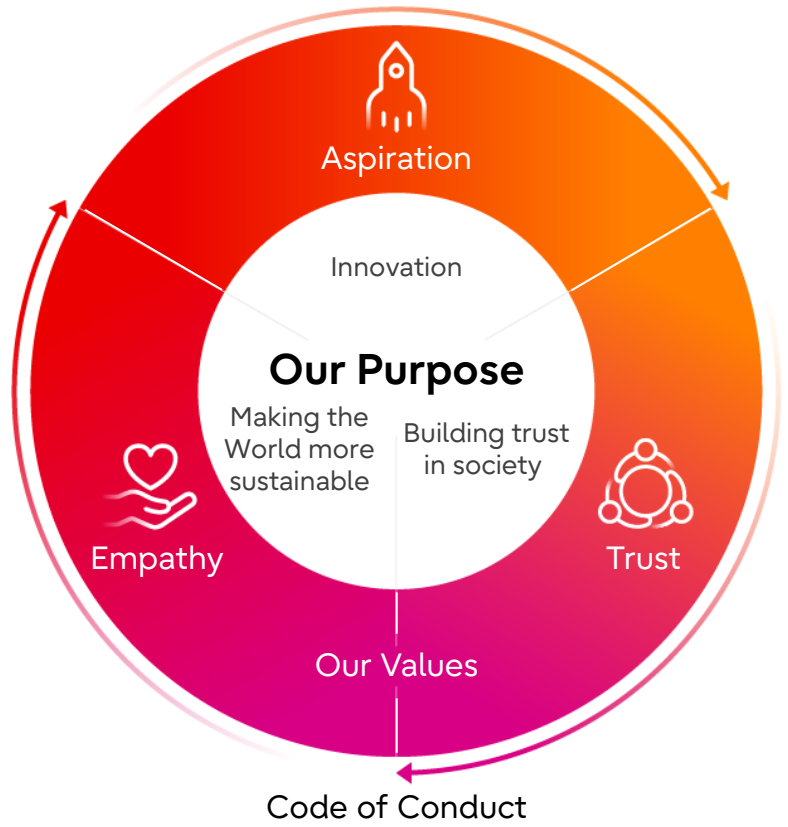 Aspiration
Innovation
Our Purpose
Making the
World more
sustainable
Building trust
in society
Empathy
Trust
Our Values
Code of Conduct